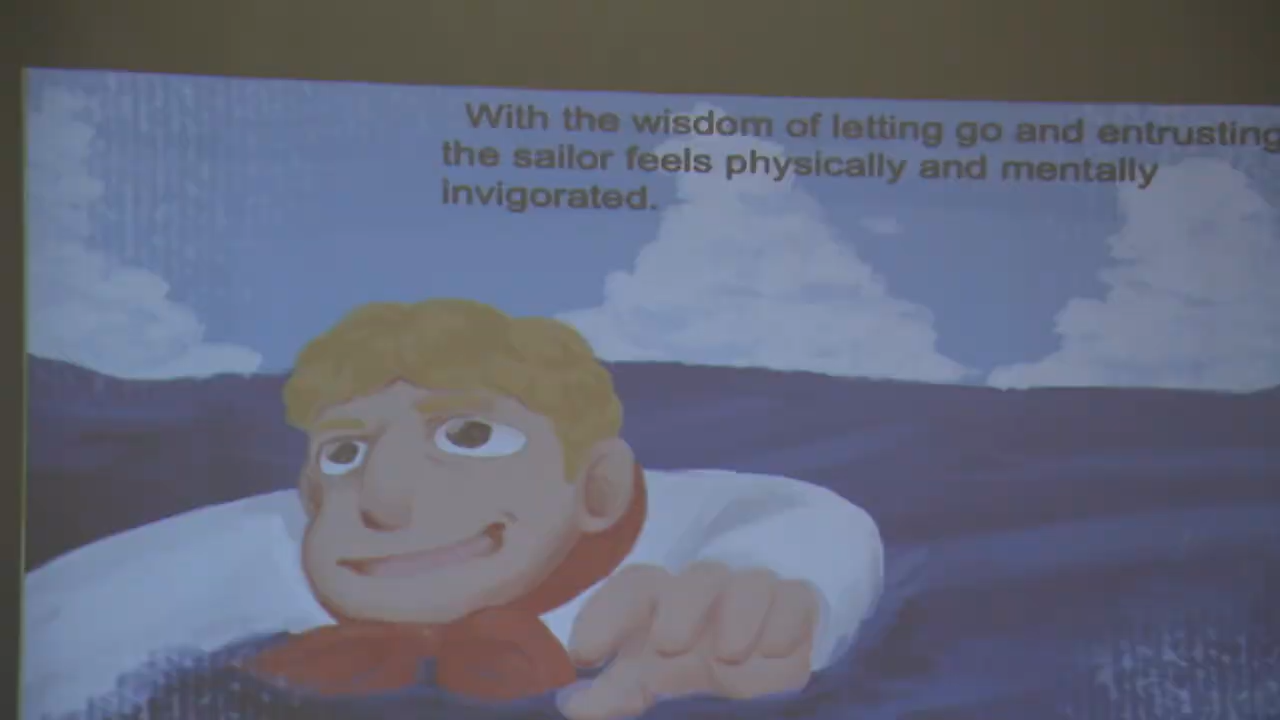 With the wisdom of letting go and entrusting
the sailor feels physically and mentally
invigorated.